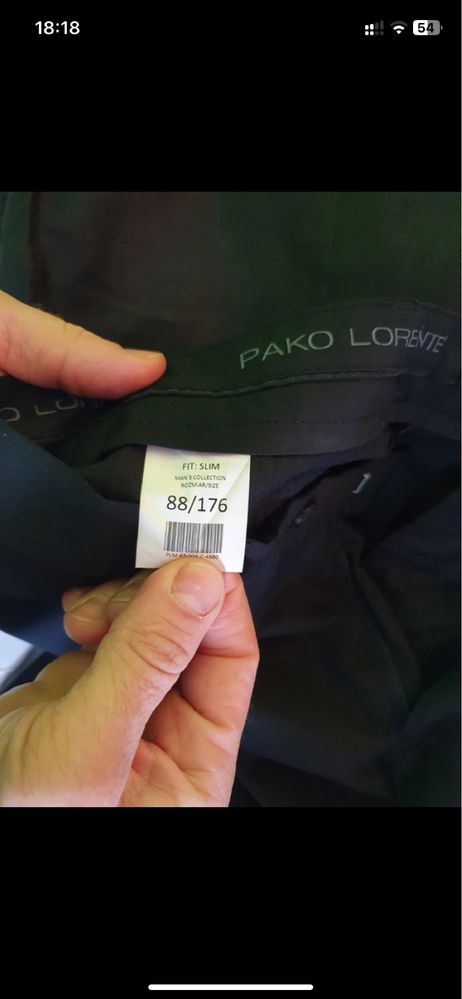 18:18
54
PAKO LORENTE
FIT: SLIM
MAN'S COLLECTION
ROZMIAR/SIZE
88/176